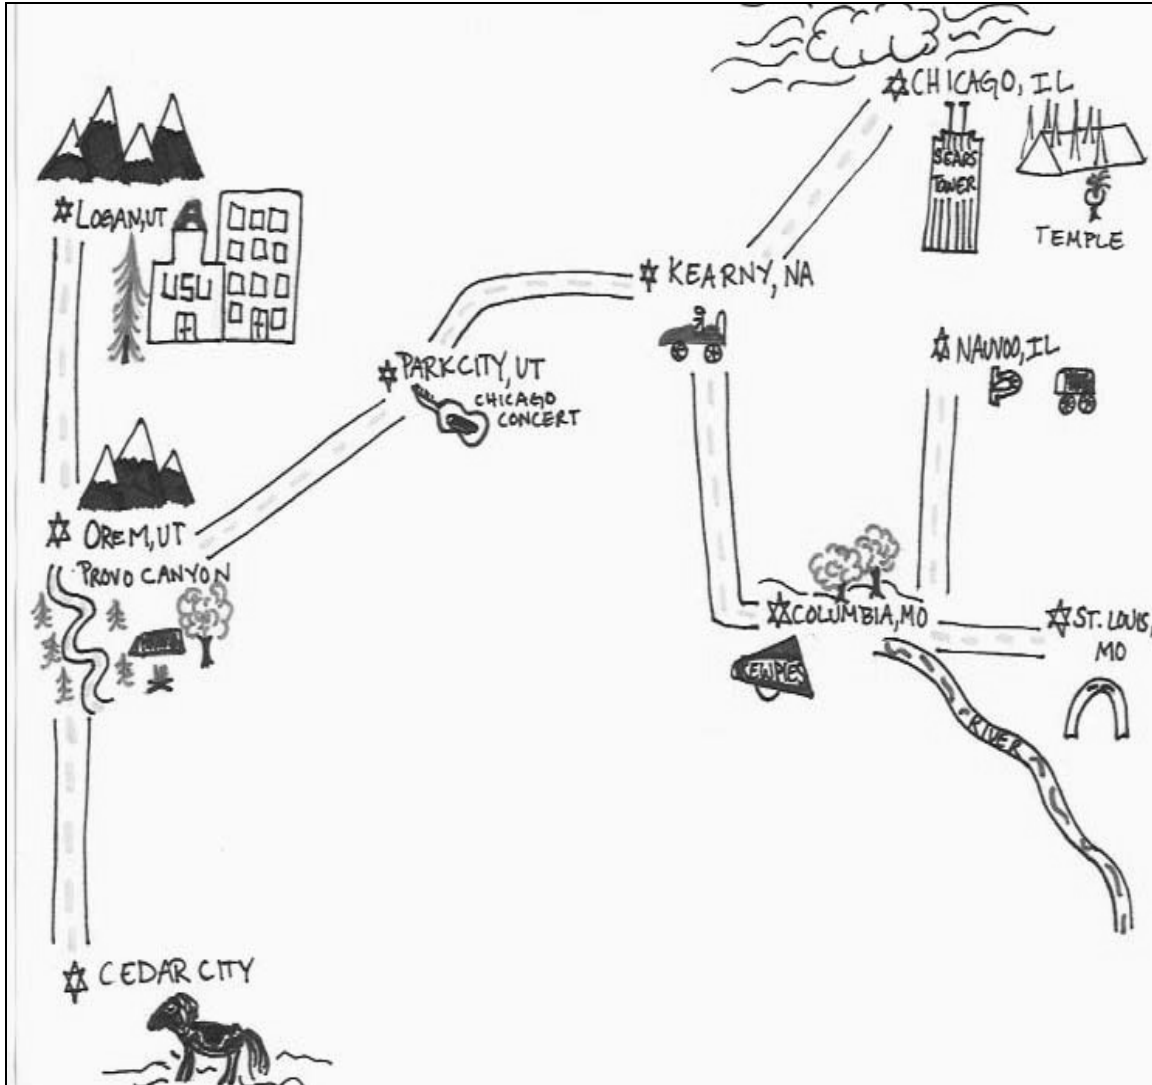 CHICAGO, IL
SEARS
TOWER
TEMPLE
LOGAN, UT
USU
KEARNY, NA
PARK CITY, UT
CHICAGO
CONCERT
NAUVOO, IL
OREM, UT
PROVO CANYON
COLUMBIA, MO
ST. LOUIS,
MO
KEWPIES
RIVER
CEDAR CITY